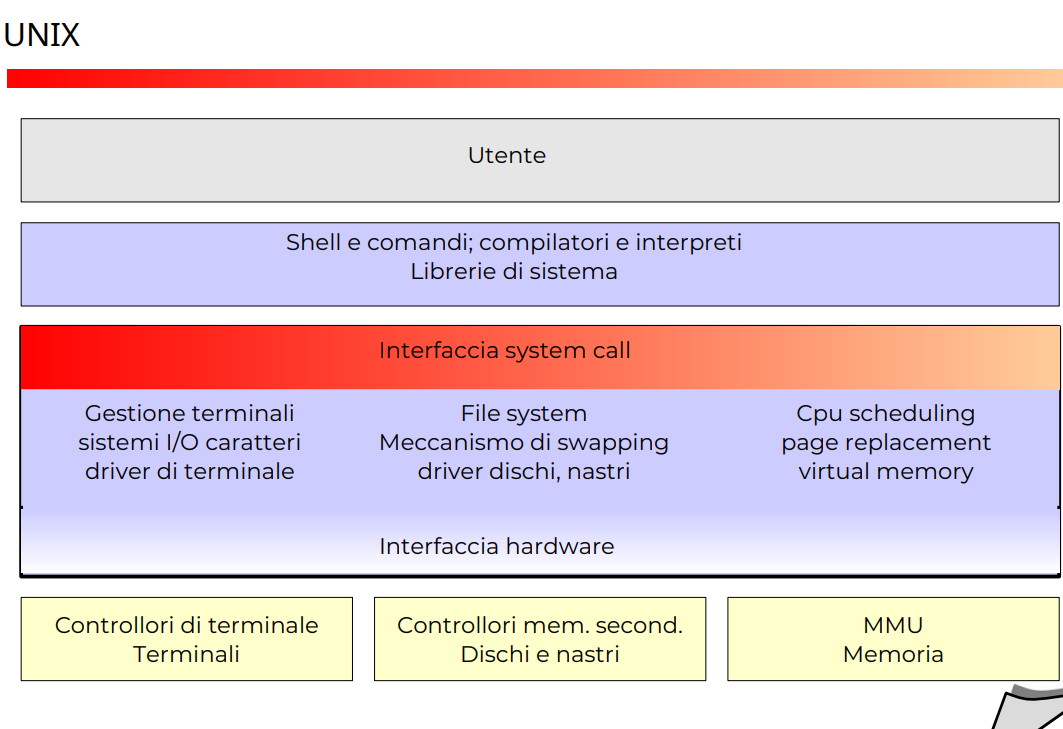 UNIX
Utente
Shell e comandi; compilatori e interpreti
Librerie di sistema
Interfaccia system call
Gestione terminali
sistemi I/O caratteri
driver di terminale
File system
Meccanismo di swapping
driver dischi, nastri
Cpu scheduling
page replacement
virtual memory
Interfaccia hardware
Controllori di terminale
Terminali
Controllori mem. second.
Dischi e nastri
MMU
Memoria